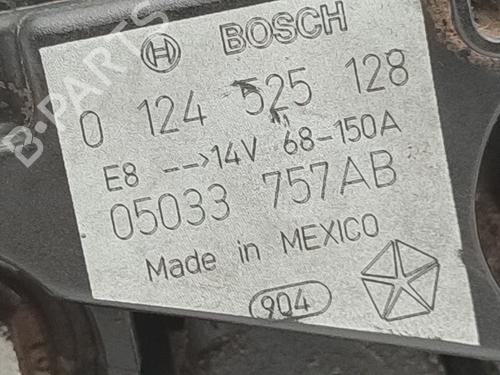 BOSCH
0 124 525 128
E8 -->14V 68-150A
05033 757AB
Made in MEXICO
904
B-PARTS